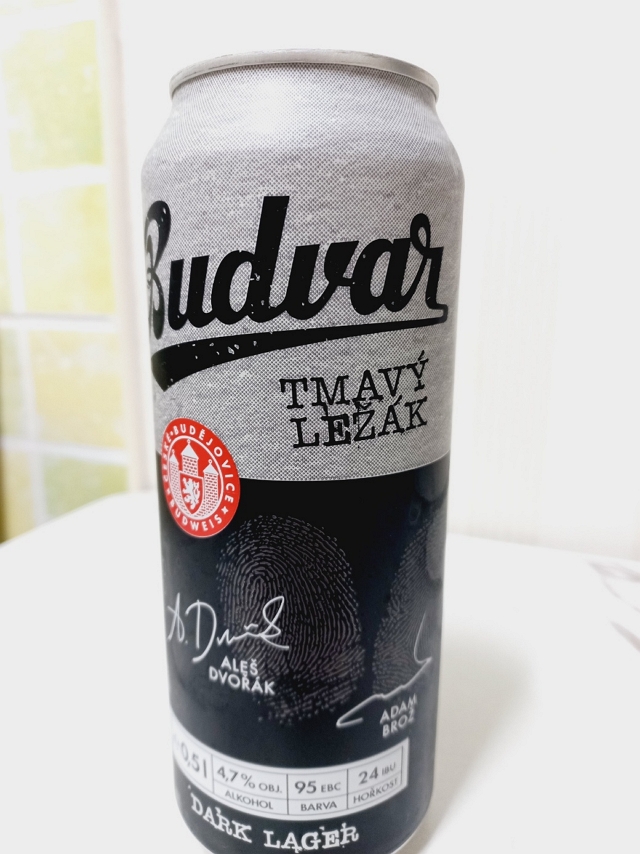 Budvar
TMAVÝ
LEŽÁK
ČESKÉ BUDĚJOVICE
BUDWEIS
A. Dvořák
ALEŠ
DVOŘÁK
ADAM
BROŽ
0,5 l
4,7 % OBJ.
ALKOHOL
95 EBC
BARVA
24 IBU
HOŘKOST
DARK LAGER